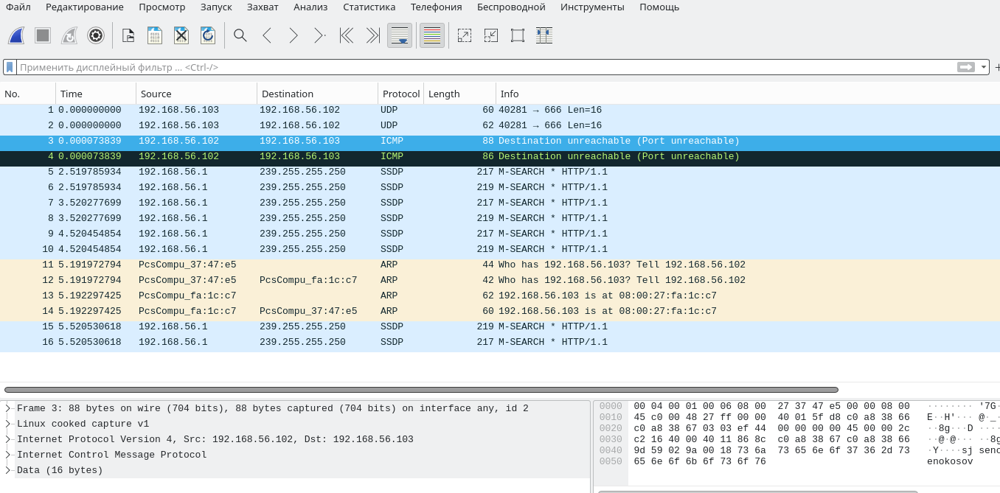 Файл Редактирование Просмотр Запуск Захват Анализ Статистика Телефония Беспроводной Инструменты Помощь
Применить дисплейный фильтр ... <Ctrl-/>
No. Time Source Destination Protocol Length Info
1 0.000000000 192.168.56.103 192.168.56.102 UDP 60 40281 → 666 Len=16
2 0.000000000 192.168.56.103 192.168.56.102 UDP 62 40281 → 666 Len=16
3 0.000073839 192.168.56.102 192.168.56.103 ICMP 88 Destination unreachable (Port unreachable)
4 0.000073839 192.168.56.102 192.168.56.103 ICMP 86 Destination unreachable (Port unreachable)
5 2.519785934 192.168.56.1 239.255.255.250 SSDP 217 M-SEARCH * HTTP/1.1
6 2.519785934 192.168.56.1 239.255.255.250 SSDP 219 M-SEARCH * HTTP/1.1
7 3.520277699 192.168.56.1 239.255.255.250 SSDP 217 M-SEARCH * HTTP/1.1
8 3.520277699 192.168.56.1 239.255.255.250 SSDP 219 M-SEARCH * HTTP/1.1
9 4.520454854 192.168.56.1 239.255.255.250 SSDP 217 M-SEARCH * HTTP/1.1
10 4.520454854 192.168.56.1 239.255.255.250 SSDP 219 M-SEARCH * HTTP/1.1
11 5.191972794 PcsCompu_37:47:e5 ARP 44 Who has 192.168.56.103? Tell 192.168.56.102
12 5.191972794 PcsCompu_37:47:e5 PcsCompu_fa:1c:c7 ARP 42 Who has 192.168.56.103? Tell 192.168.56.102
13 5.192297425 PcsCompu_fa:1c:c7 ARP 62 192.168.56.103 is at 08:00:27:fa:1c:c7
14 5.192297425 PcsCompu_fa:1c:c7 PcsCompu_37:47:e5 ARP 60 192.168.56.103 is at 08:00:27:fa:1c:c7
15 5.520530618 192.168.56.1 239.255.255.250 SSDP 219 M-SEARCH * HTTP/1.1
16 5.520530618 192.168.56.1 239.255.255.250 SSDP 217 M-SEARCH * HTTP/1.1
Frame 3: 88 bytes on wire (704 bits), 88 bytes captured (704 bits) on interface any, id 2
Linux cooked capture v1
Internet Protocol Version 4, Src: 192.168.56.102, Dst: 192.168.56.103
Internet Control Message Protocol
Data (16 bytes)
0000 00 04 00 01 00 06 08 00 27 37 47 e5 00 00 08 00 ········ '7G
0010 45 c0 00 48 27 ff 00 00 40 01 5f d8 c0 a8 38 66 E··H'··· @·_
0020 c0 a8 38 67 03 03 ef 44 00 00 00 00 45 00 00 2c ··8g···D ····
0030 c2 16 40 00 40 11 86 8c c0 a8 38 67 c0 a8 38 66 ··@·@··· ··8g
0040 9d 59 02 9a 00 18 73 6a 73 65 6e 6f 37 36 2d 73 ·Y····sj senc
0050 65 6e 6f 6b 6f 73 6f 76 enokosov